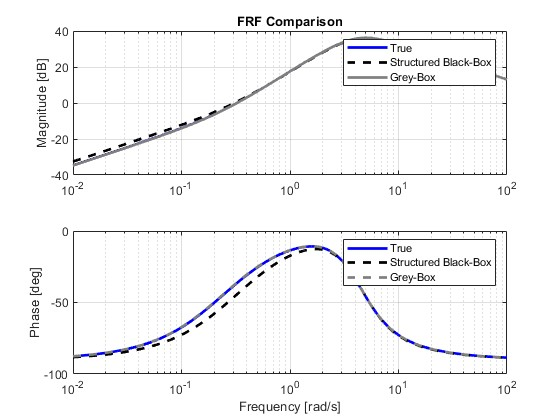 FRF Comparison
Magnitude [dB]
40
20
0
-20
-40
True
Structured Black-Box
Grey-Box
10^-2
10^-1
10^0
10^1
10^2
Phase [deg]
0
-50
-100
True
Structured Black-Box
Grey-Box
10^-2
10^-1
10^0
10^1
10^2
Frequency [rad/s]